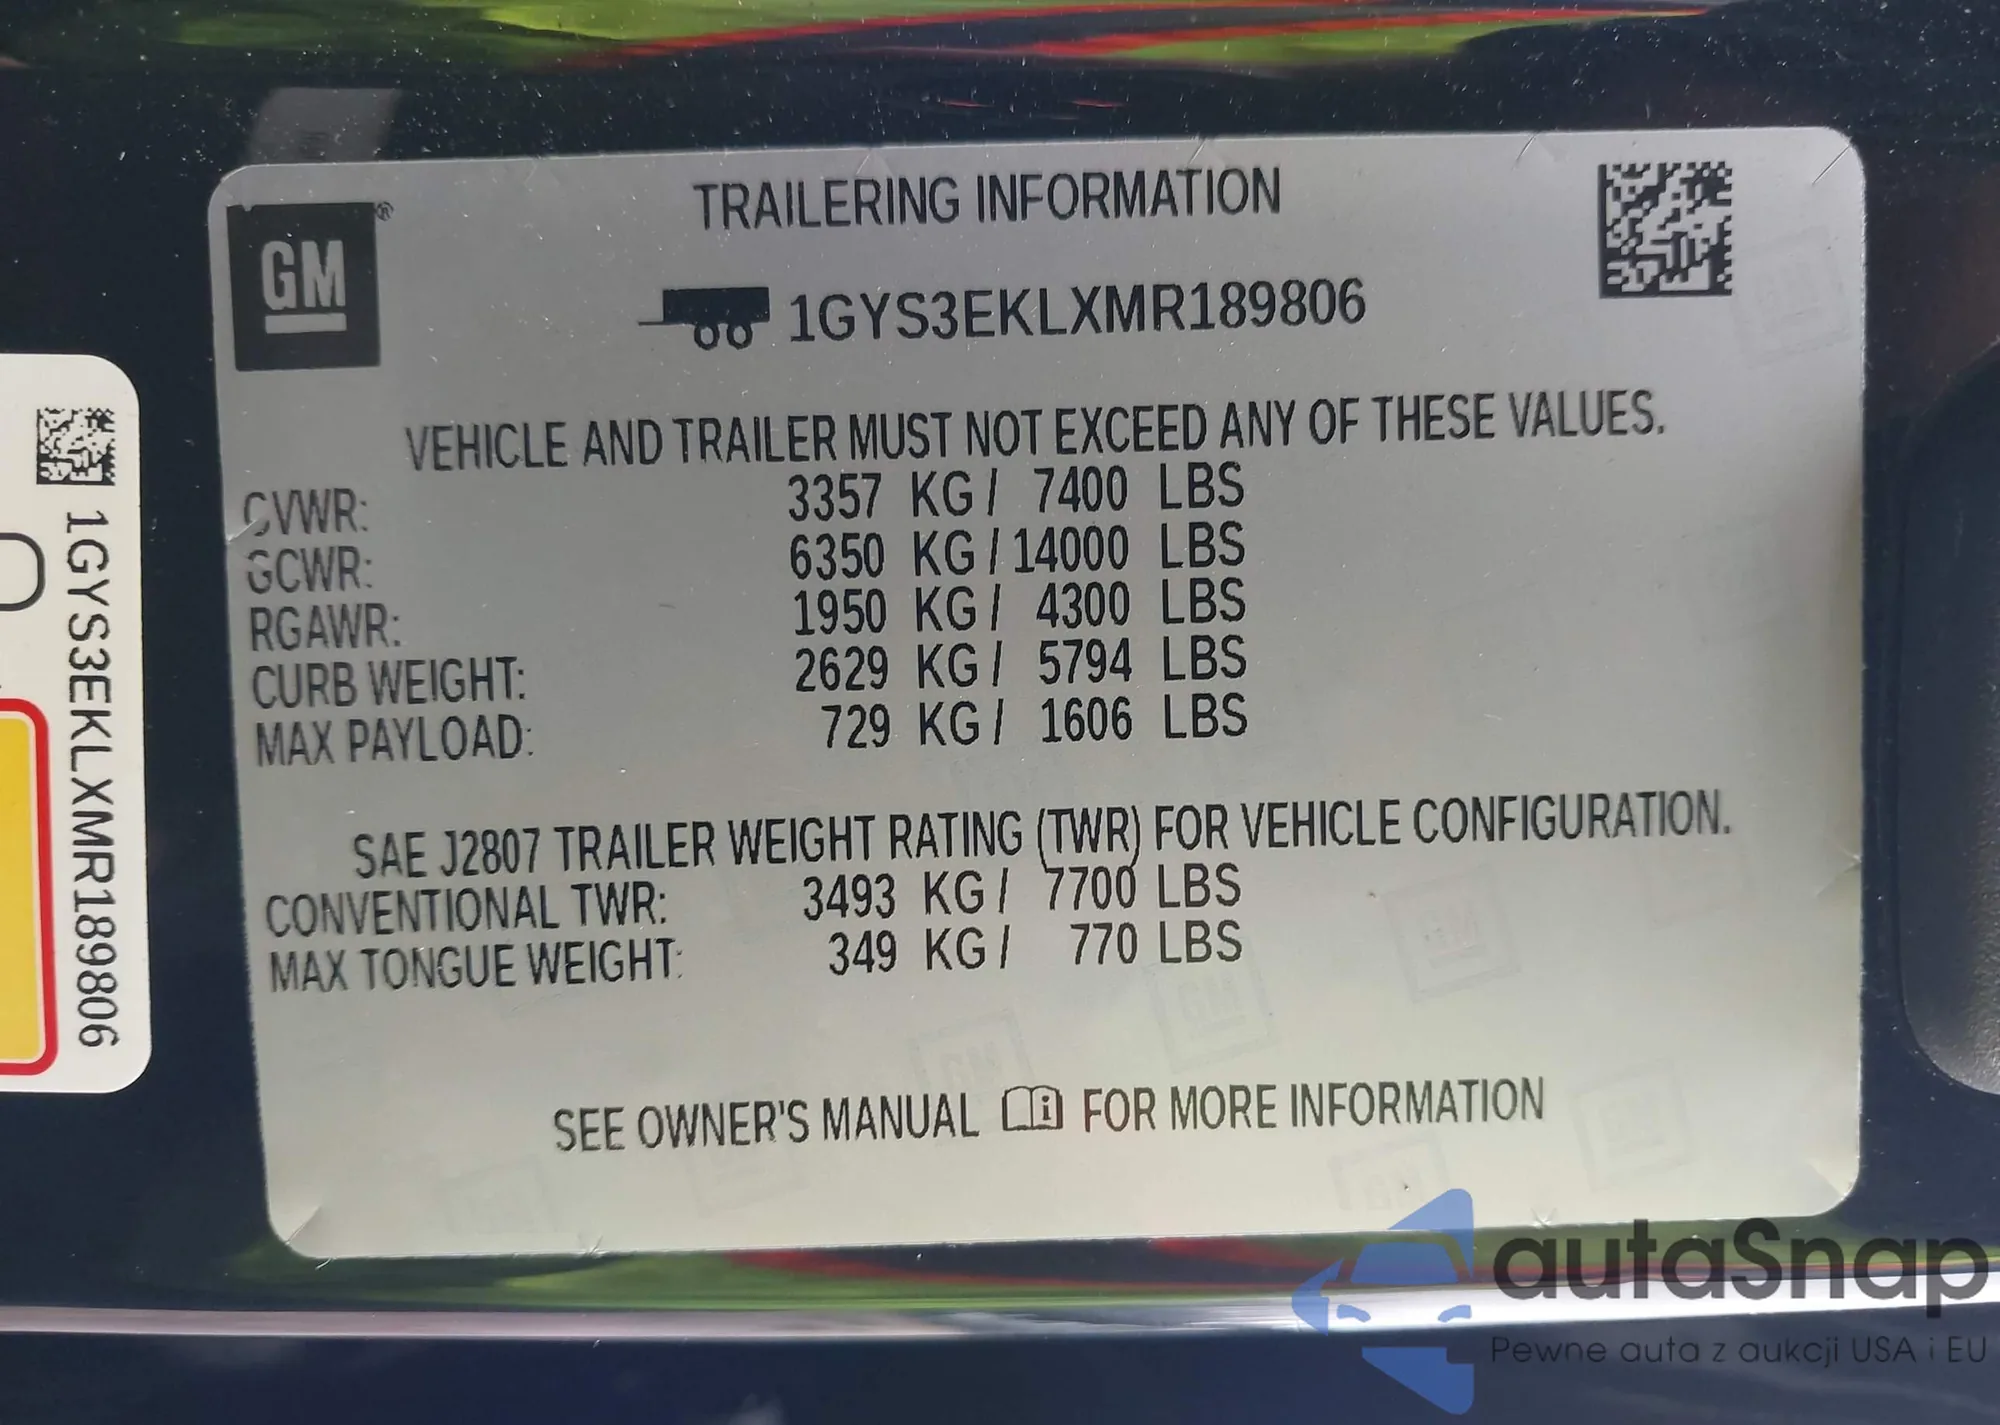 GM®
TRAILERING INFORMATION
1GYS3EKLXMR189806
VEHICLE AND TRAILER MUST NOT EXCEED ANY OF THESE VALUES.
GVWR: 3357 KG / 7400 LBS
GCWR: 6350 KG / 14000 LBS
RGAWR: 1950 KG / 4300 LBS
CURB WEIGHT: 2629 KG / 5794 LBS
MAX PAYLOAD: 729 KG / 1606 LBS
SAE J2807 TRAILER WEIGHT RATING (TWR) FOR VEHICLE CONFIGURATION.
CONVENTIONAL TWR: 3493 KG / 7700 LBS
MAX TONGUE WEIGHT: 349 KG / 770 LBS
SEE OWNER'S MANUAL i FOR MORE INFORMATION
1GYS3EKLXMR189806
autaSnap
Pewne auta z aukcji USA i EU